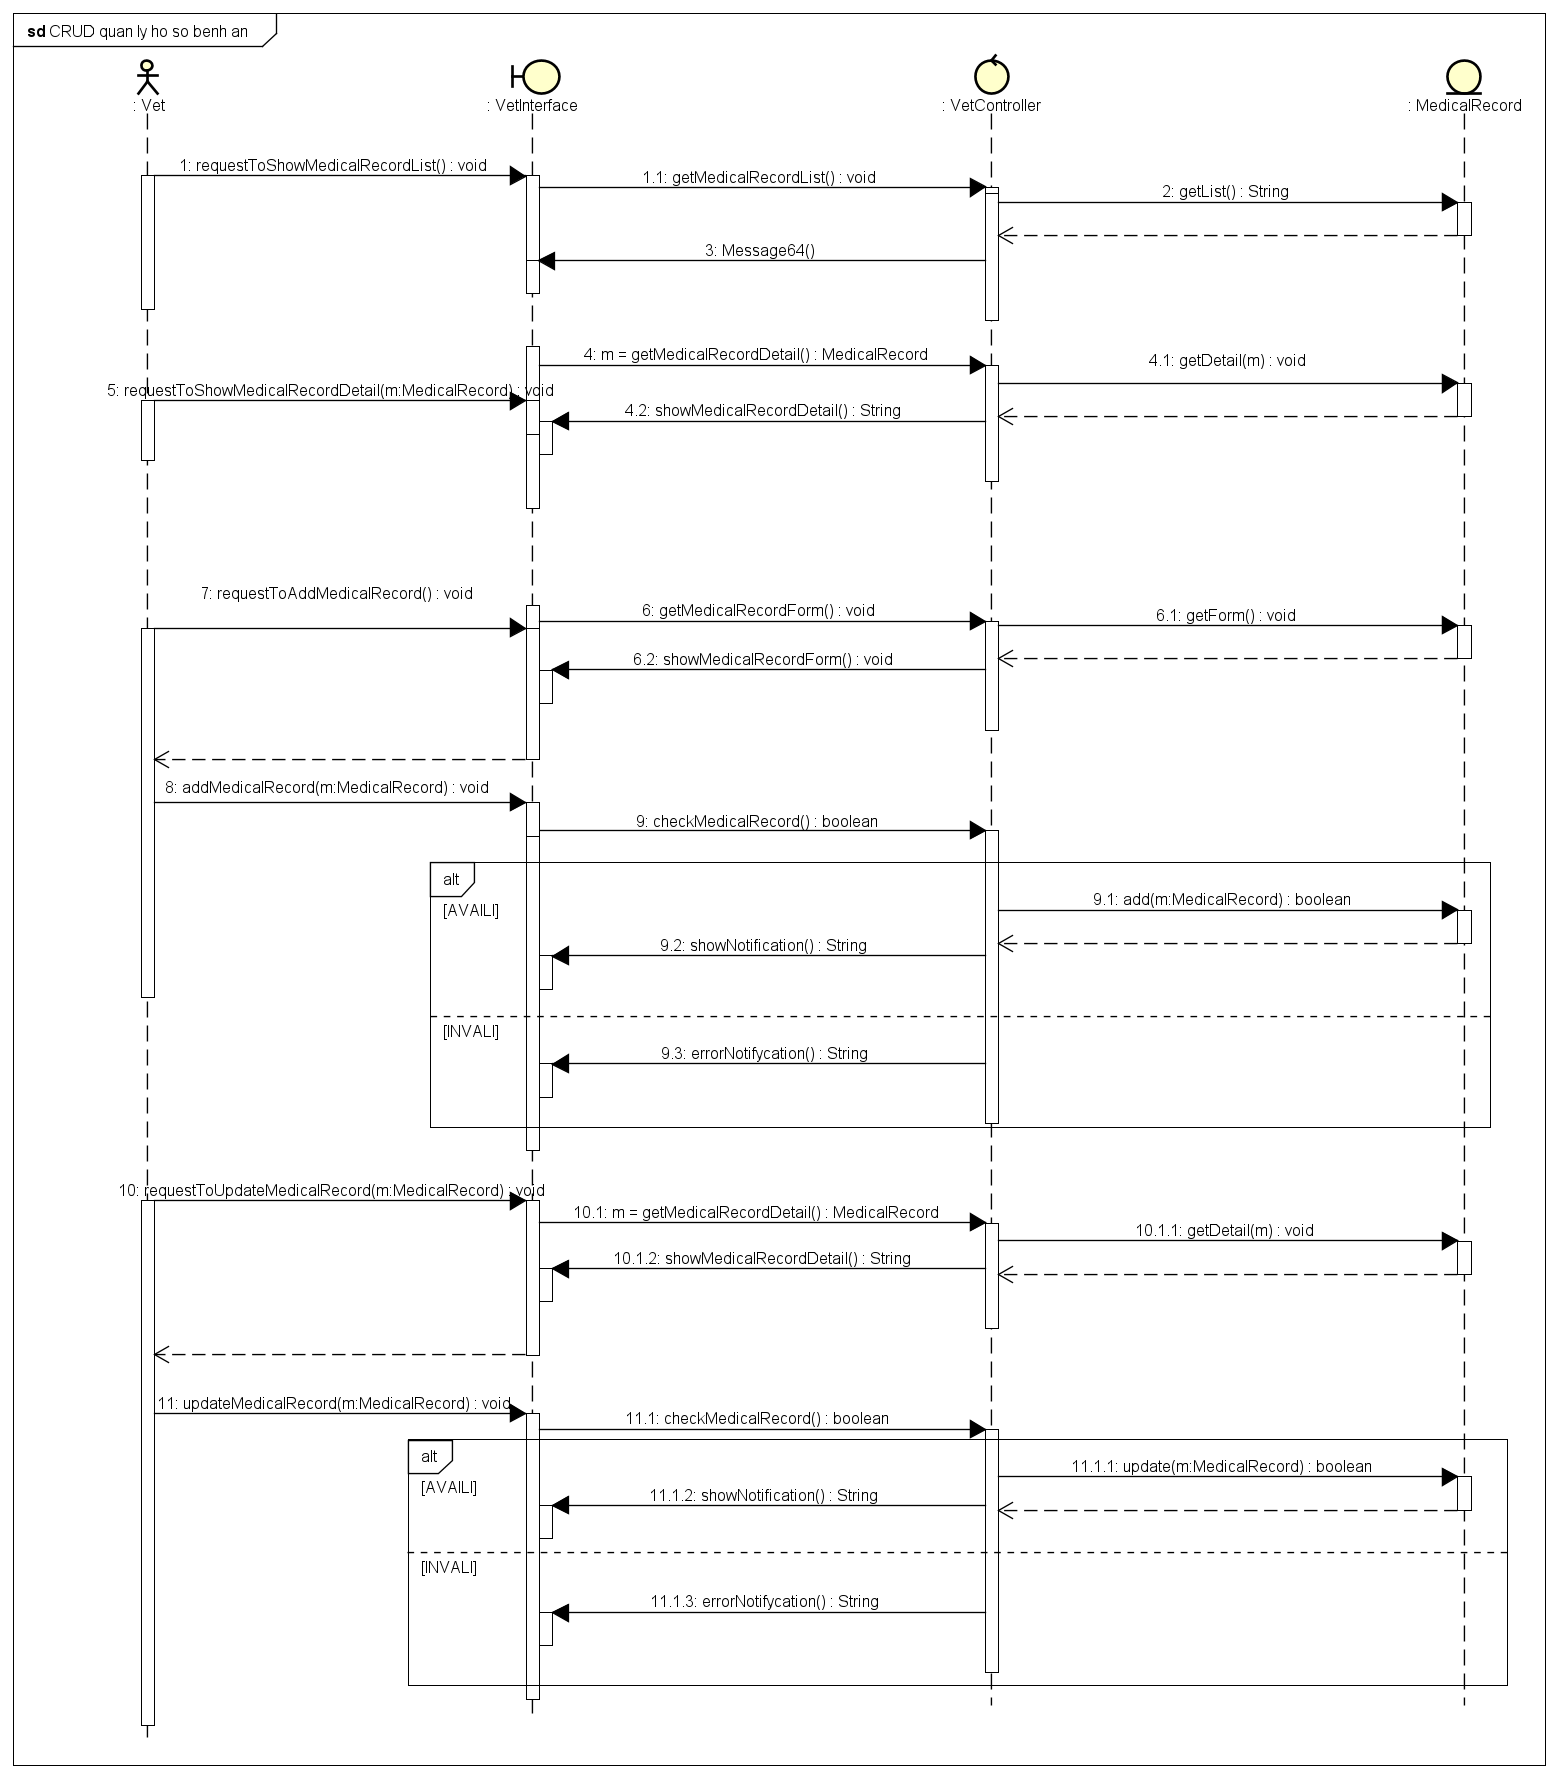 sd CRUD quan ly ho so benh an
: Vet
: VetInterface
: VetController
: MedicalRecord
1: requestToShowMedicalRecordList() : void
1.1: getMedicalRecordList() : void
2: getList() : String
3: Message64()
4: m = getMedicalRecordDetail() : MedicalRecord
4.1: getDetail(m) : void
5: requestToShowMedicalRecordDetail(m:MedicalRecord) : void
4.2: showMedicalRecordDetail() : String
7: requestToAddMedicalRecord() : void
6: getMedicalRecordForm() : void
6.1: getForm() : void
6.2: showMedicalRecordForm() : void
8: addMedicalRecord(m:MedicalRecord) : void
9: checkMedicalRecord() : boolean
alt
[AVAILI]
9.1: add(m:MedicalRecord) : boolean
9.2: showNotification() : String
[INVALI]
9.3: errorNotifycation() : String
10: requestToUpdateMedicalRecord(m:MedicalRecord) : void
10.1: m = getMedicalRecordDetail() : MedicalRecord
10.1.1: getDetail(m) : void
10.1.2: showMedicalRecordDetail() : String
11: updateMedicalRecord(m:MedicalRecord) : void
11.1: checkMedicalRecord() : boolean
alt
[AVAILI]
11.1.1: update(m:MedicalRecord) : boolean
11.1.2: showNotification() : String
[INVALI]
11.1.3: errorNotifycation() : String